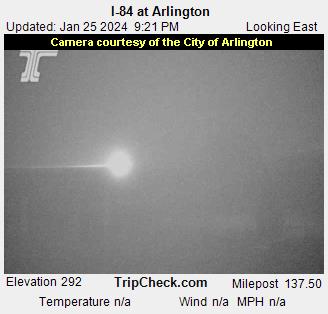 I-84 at Arlington
Updated: Jan 25 2024 9:21 PM Looking East
Camera courtesy of the City of Arlington
Elevation 292 TripCheck.com Milepost 137.50
Temperature n/a Wind n/a MPH n/a